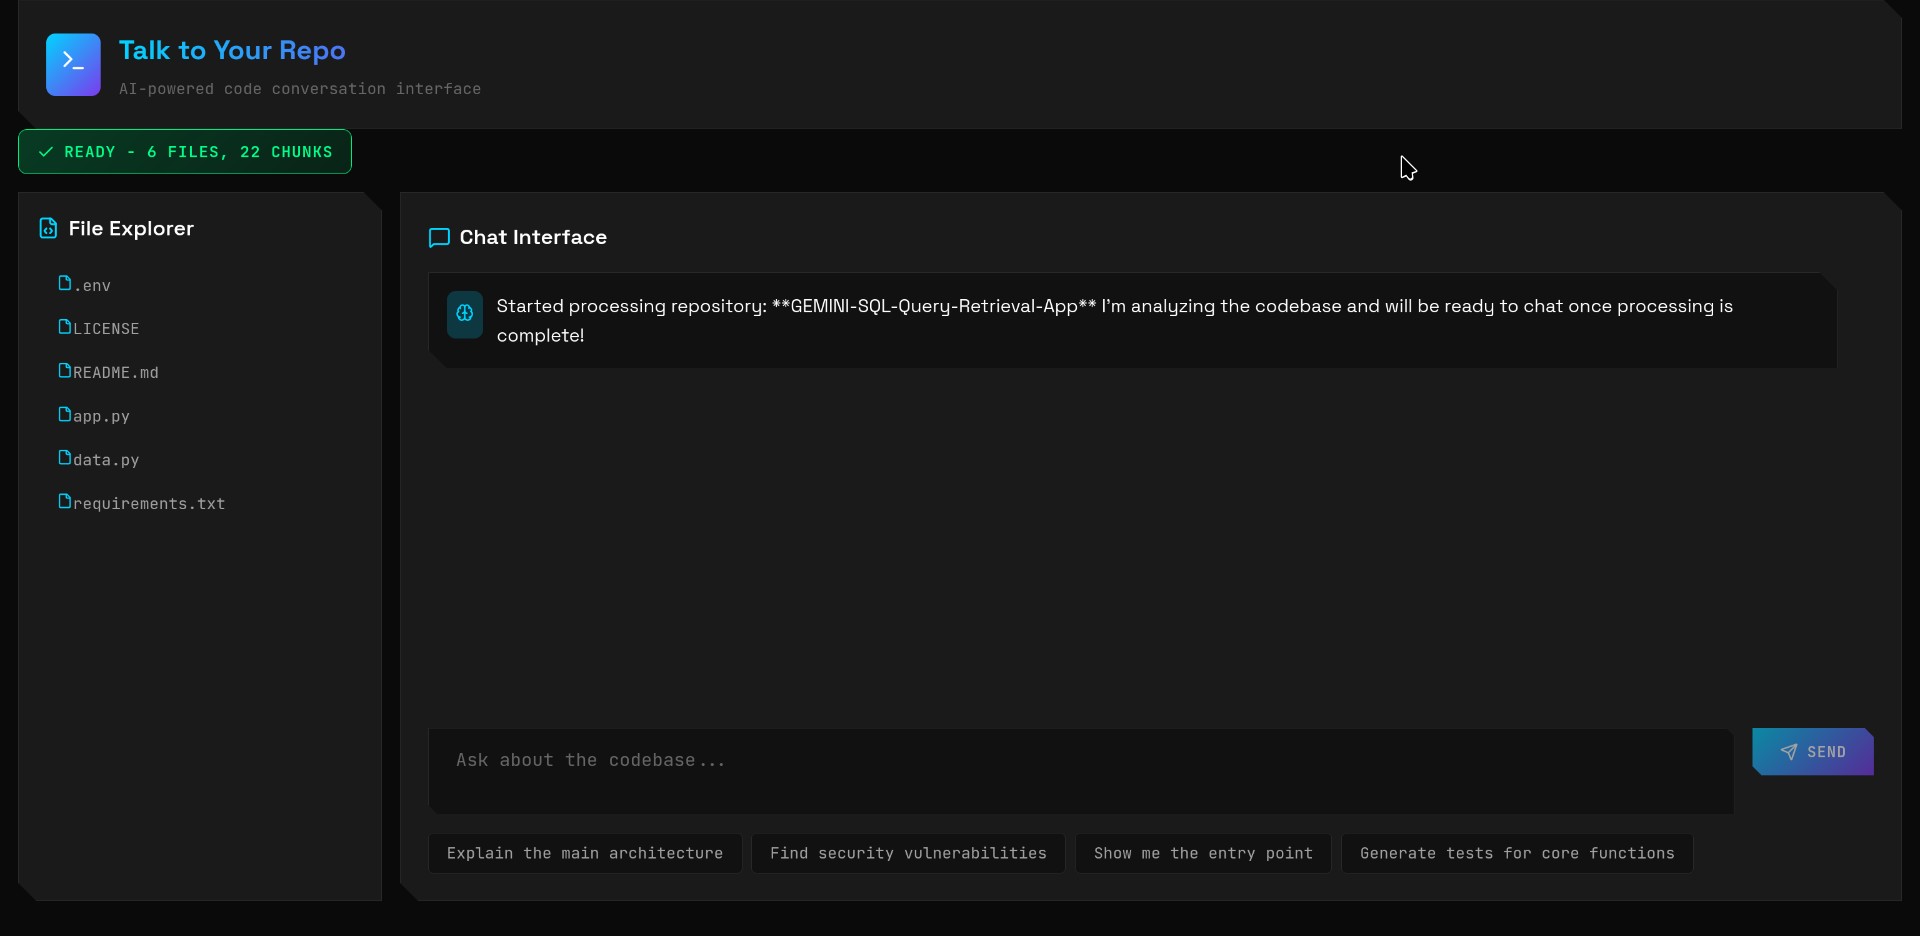 Talk to Your Repo
AI-powered code conversation interface
READY - 6 FILES, 22 CHUNKS
File Explorer
.env
LICENSE
README.md
app.py
data.py
requirements.txt
Chat Interface
Started processing repository: **GEMINI-SQL-Query-Retrieval-App** I'm analyzing the codebase and will be ready to chat once processing is
complete!
Ask about the codebase...
SEND
Explain the main architecture
Find security vulnerabilities
Show me the entry point
Generate tests for core functions